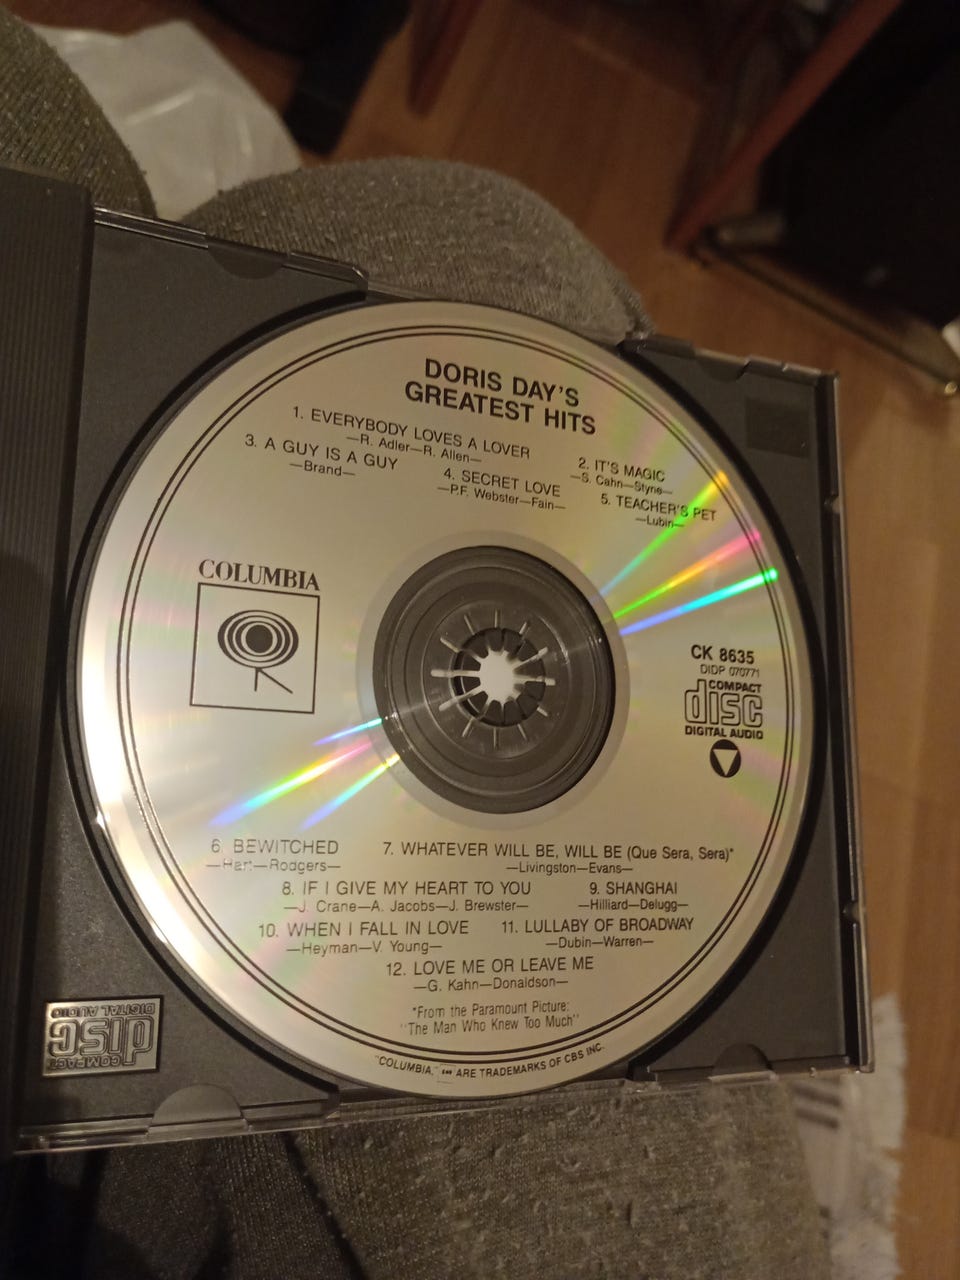 DORIS DAY'S
GREATEST HITS
1. EVERYBODY LOVES A LOVER
—R. Adler—R. Allen—
2. IT'S MAGIC
—S. Cahn—Styne—
3. A GUY IS A GUY
—Brand—
4. SECRET LOVE
—P.F. Webster—Fain—
5. TEACHER'S PET
—Lubin—
COLUMBIA
CK 8635
DIDP 070771
COMPACT
disc
DIGITAL AUDIO
6. BEWITCHED
—Hart—Rodgers—
7. WHATEVER WILL BE, WILL BE (Que Sera, Sera)*
—Livingston—Evans—
8. IF I GIVE MY HEART TO YOU
—J. Crane—A. Jacobs—J. Brewster—
9. SHANGHAI
—Hilliard—Delugg—
10. WHEN I FALL IN LOVE
—Heyman—V. Young—
11. LULLABY OF BROADWAY
—Dubin—Warren—
12. LOVE ME OR LEAVE ME
—G. Kahn—Donaldson—
*From the Paramount Picture:
"The Man Who Knew Too Much"
"COLUMBIA," ARE TRADEMARKS OF CBS INC.
COMPACT
disc
DIGITAL AUDIO